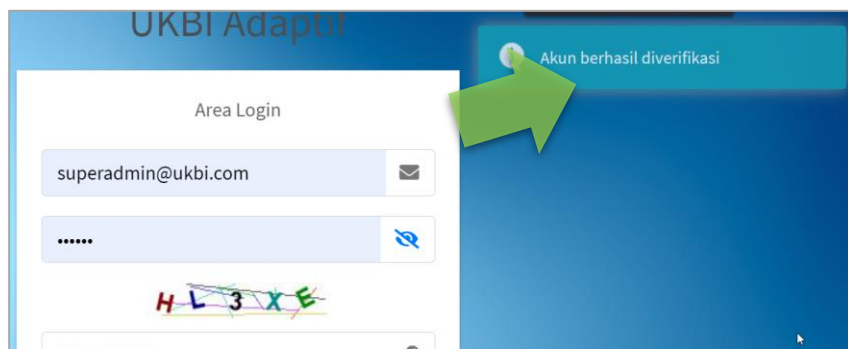 UKBI Adaptif
Akun berhasil diverifikasi
Area Login
superadmin@ukbi.com
••••••
HL3XE